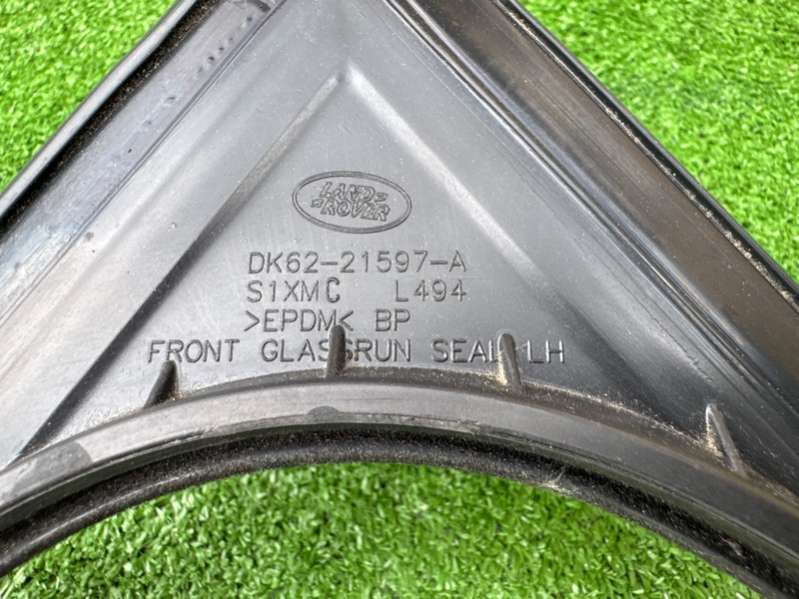 LAND
ROVER
DK62-21597-A
S1XMC L494
>EPDM< BP
FRONT GLASSRUN SEAL LH